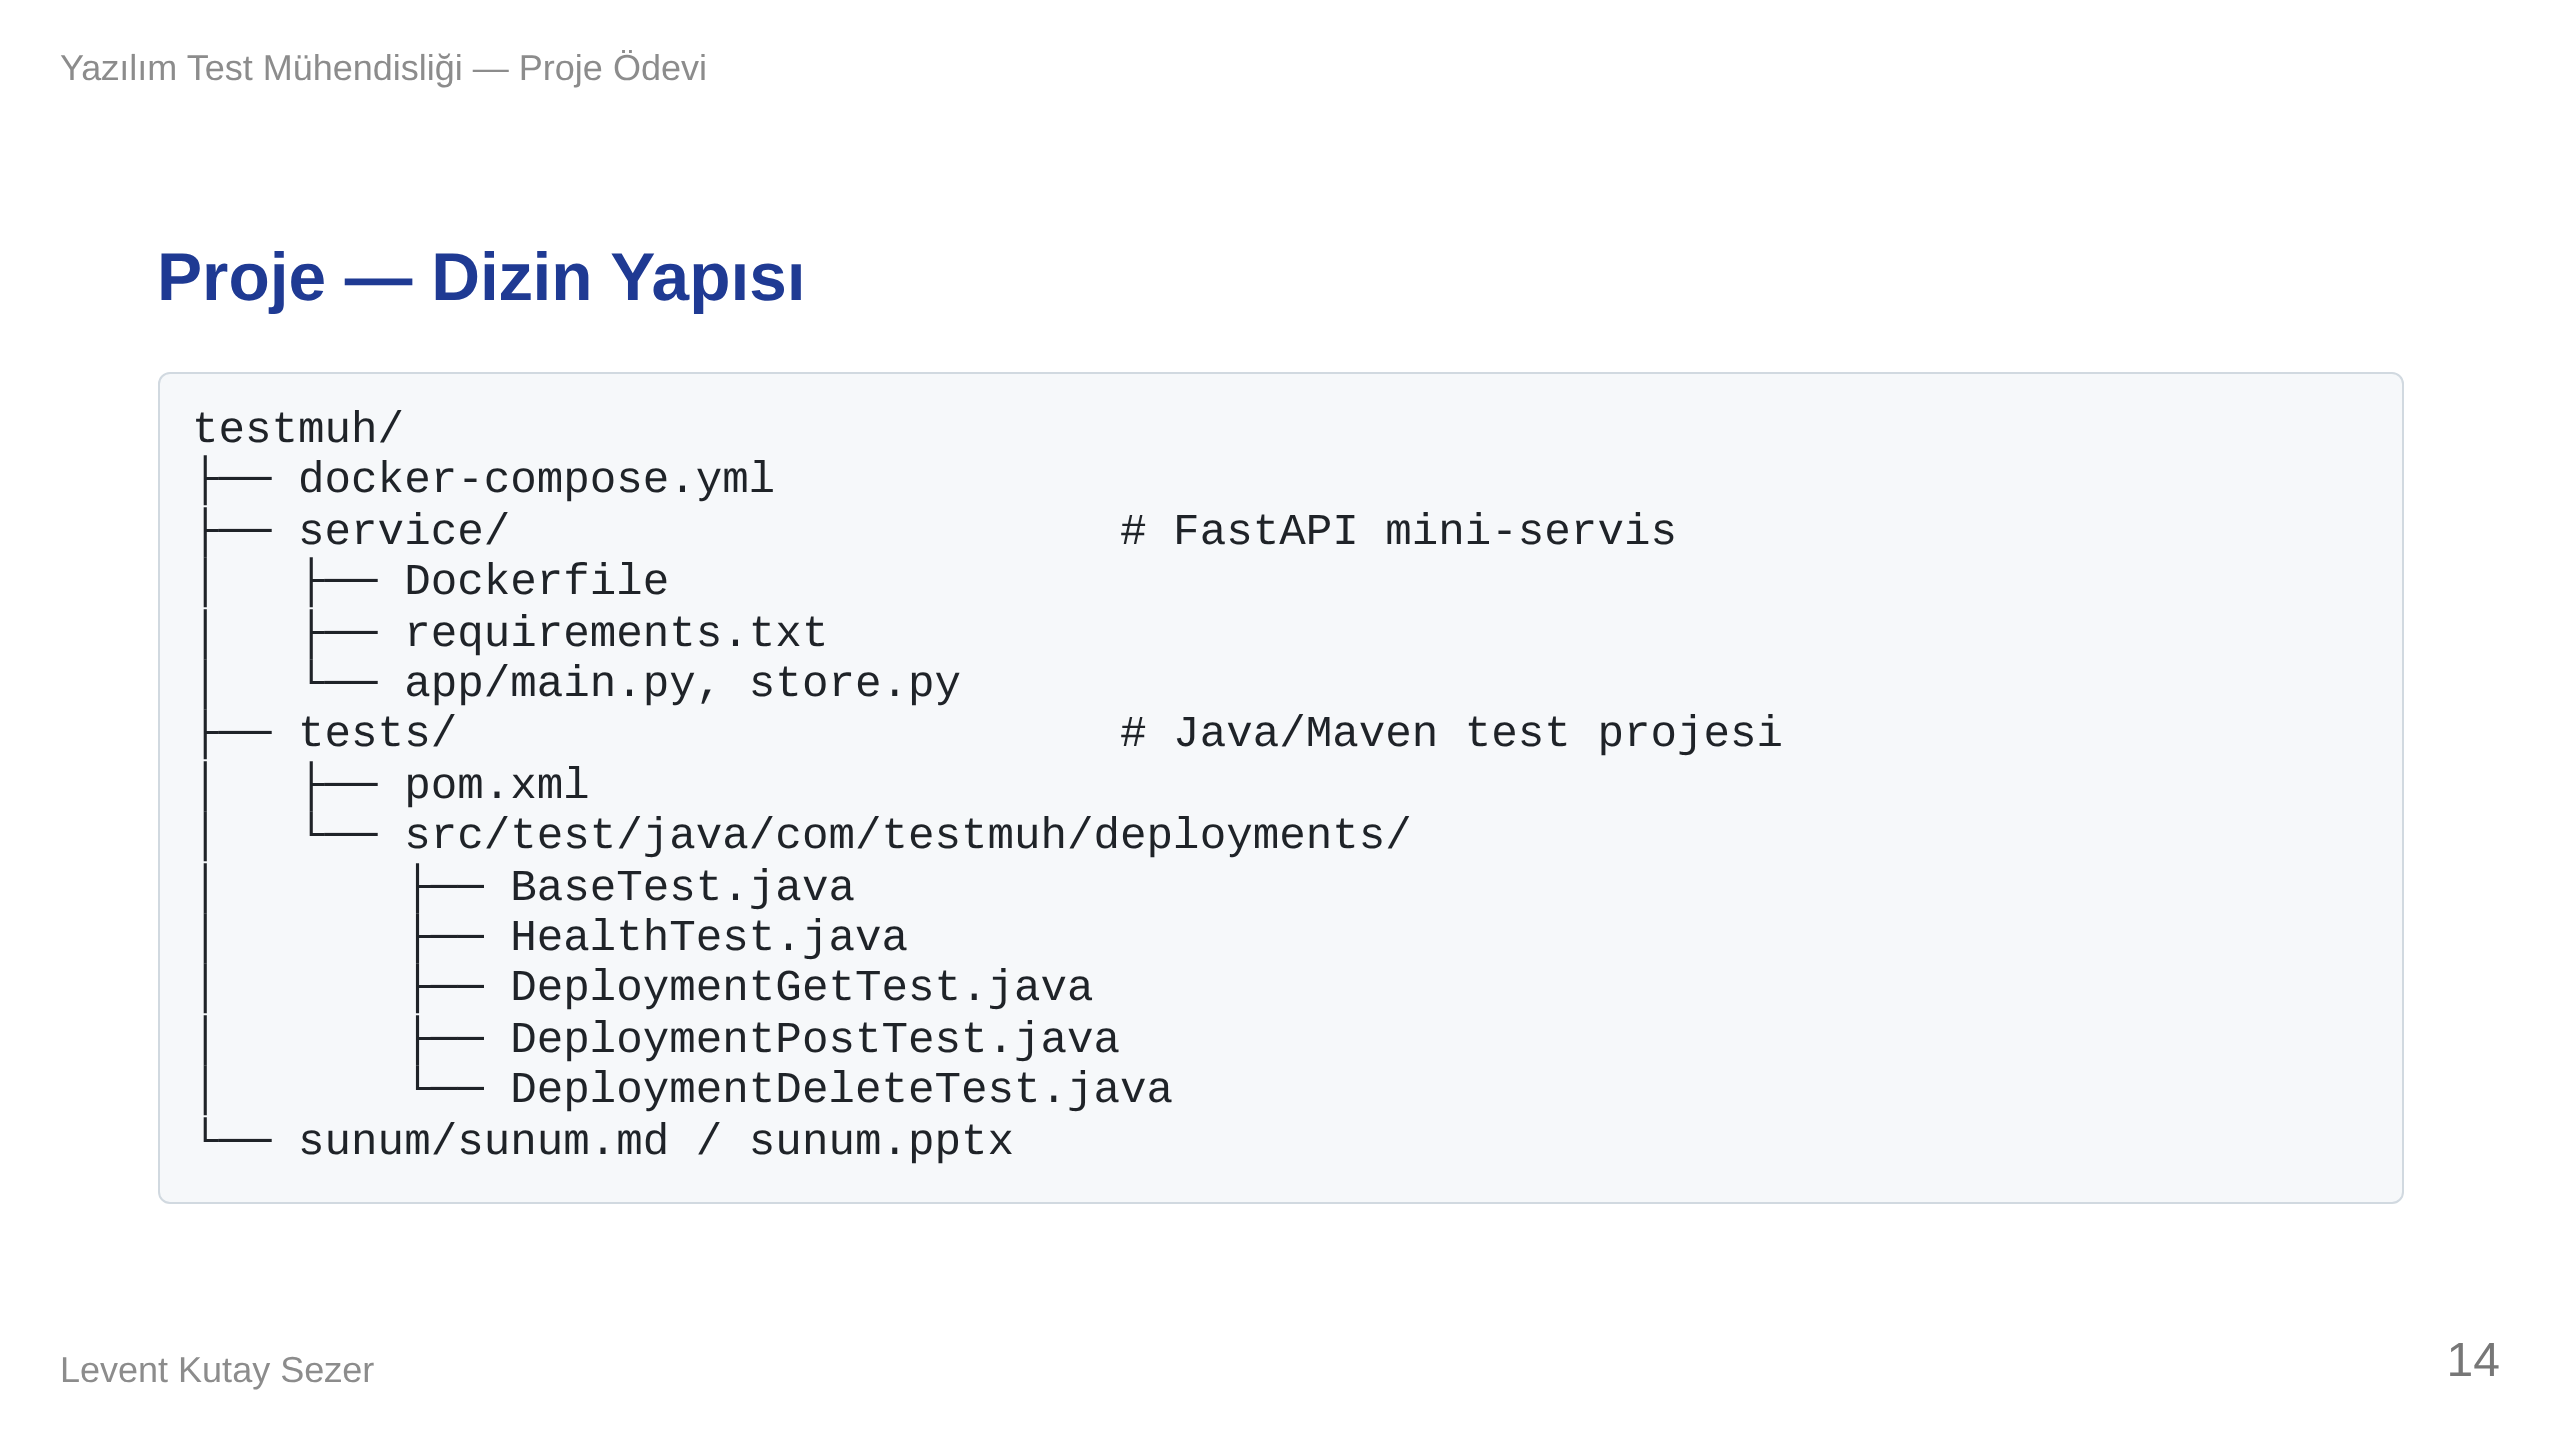 Yazılım Test Mühendisliği — Proje Ödevi
Proje — Dizin Yapısı
testmuh/
├── docker-compose.yml
├── service/                       # FastAPI mini-servis
│   ├── Dockerfile
│   ├── requirements.txt
│   └── app/main.py, store.py
├── tests/                         # Java/Maven test projesi
│   ├── pom.xml
│   └── src/test/java/com/testmuh/deployments/
│       ├── BaseTest.java
│       ├── HealthTest.java
│       ├── DeploymentGetTest.java
│       ├── DeploymentPostTest.java
│       └── DeploymentDeleteTest.java
└── sunum/sunum.md / sunum.pptx
Levent Kutay Sezer
14